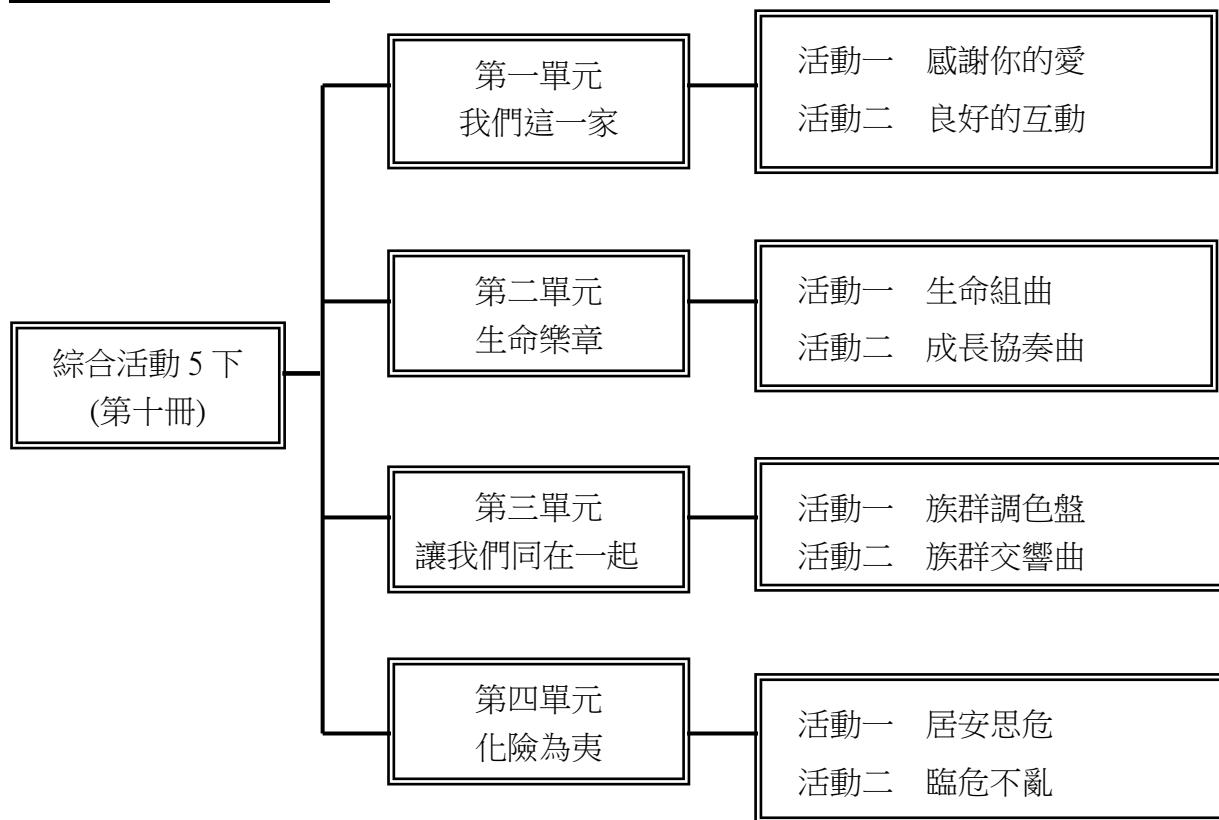 綜合活動 5 下
(第十冊)
第一單元
我們這一家
活動一　感謝你的愛
活動二　良好的互動
第二單元
生命樂章
活動一　生命組曲
活動二　成長協奏曲
第三單元
讓我們同在一起
活動一　族群調色盤
活動二　族群交響曲
第四單元
化險為夷
活動一　居安思危
活動二　臨危不亂